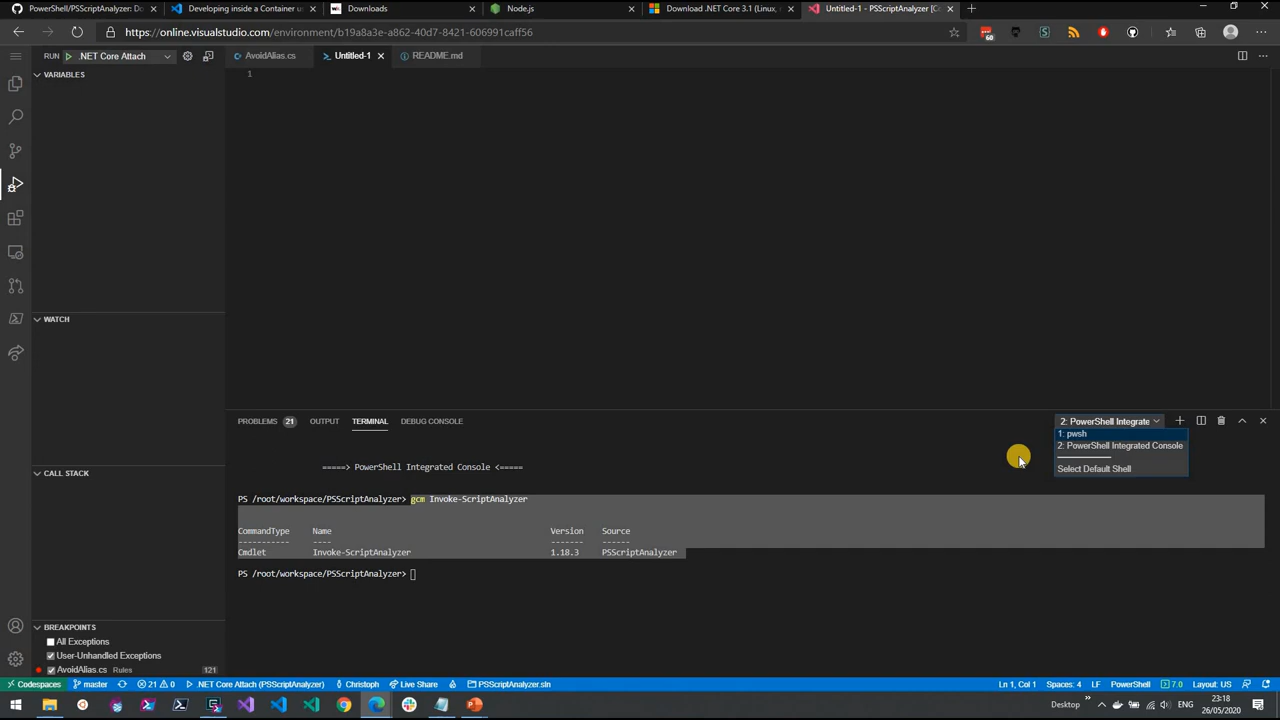 PowerShell/PSScriptAnalyzer: Do
Developing inside a Container us
Downloads
Node.js
Download .NET Core 3.1 (Linux,
Untitled-1 - PSScriptAnalyzer [Co
https://online.visualstudio.com/environment/b19a8a3e-a862-40d7-8421-606991caff56
60
RUN .NET Core Attach
AvoidAlias.cs
Untitled-1
README.md
VARIABLES
1
WATCH
CALL STACK
BREAKPOINTS
All Exceptions
User-Unhandled Exceptions
AvoidAlias.cs Rules 121
PROBLEMS 21 OUTPUT TERMINAL DEBUG CONSOLE
2: PowerShell Integrate
1: pwsh
2: PowerShell Integrated Console
Select Default Shell
=====> PowerShell Integrated Console <=====
PS /root/workspace/PSScriptAnalyzer> gcm Invoke-ScriptAnalyzer
CommandType Name Version Source
----------- ---- ------- ------
Cmdlet Invoke-ScriptAnalyzer 1.18.3 PSScriptAnalyzer
PS /root/workspace/PSScriptAnalyzer>
Codespaces master 21 0 .NET Core Attach (PSScriptAnalyzer) Christoph Live Share PSScriptAnalyzer.sln Ln 1, Col 1 Spaces: 4 LF PowerShell 7.0 Layout: US
Desktop ENG 23:18
26/05/2020